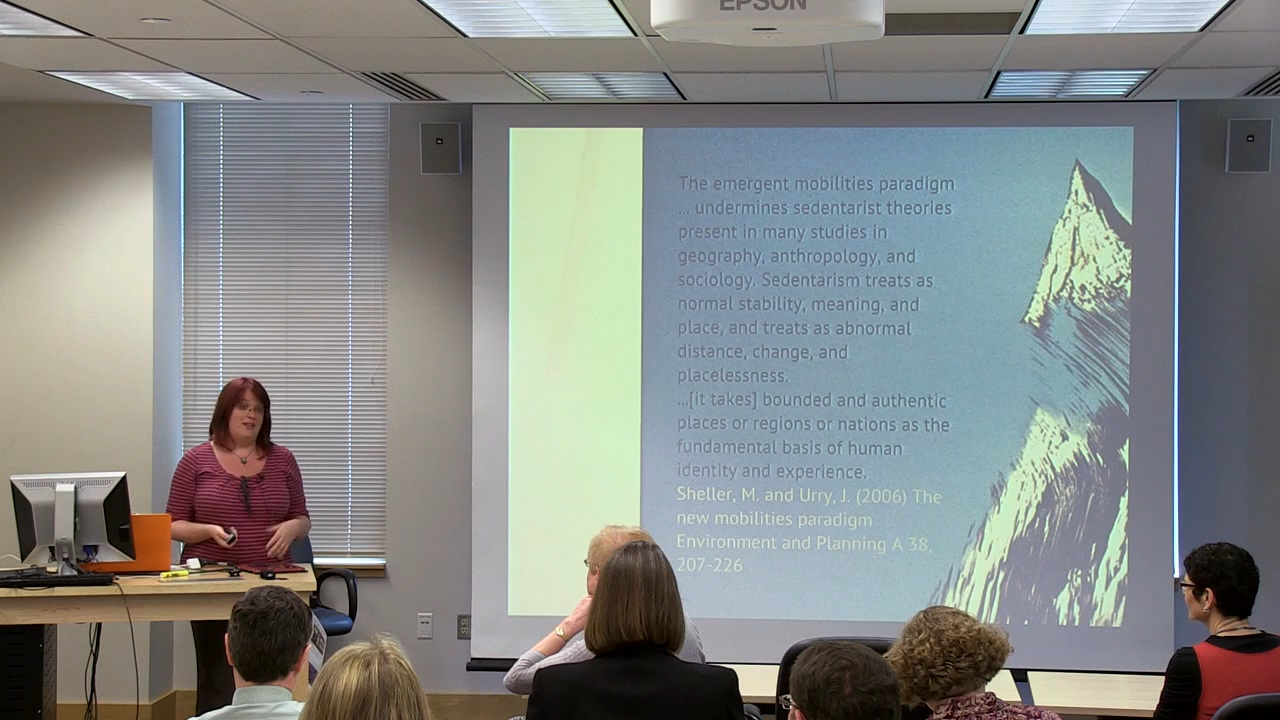 EPSON
The emergent mobilities paradigm
... undermines sedentarist theories
present in many studies in
geography, anthropology, and
sociology. Sedentarism treats as
normal stability, meaning, and
place, and treats as abnormal
distance, change, and
placelessness.
...[it takes] bounded and authentic
places or regions or nations as the
fundamental basis of human
identity and experience.
Sheller, M. and Urry, J. (2006) The
new mobilities paradigm
Environment and Planning A 38,
207-226